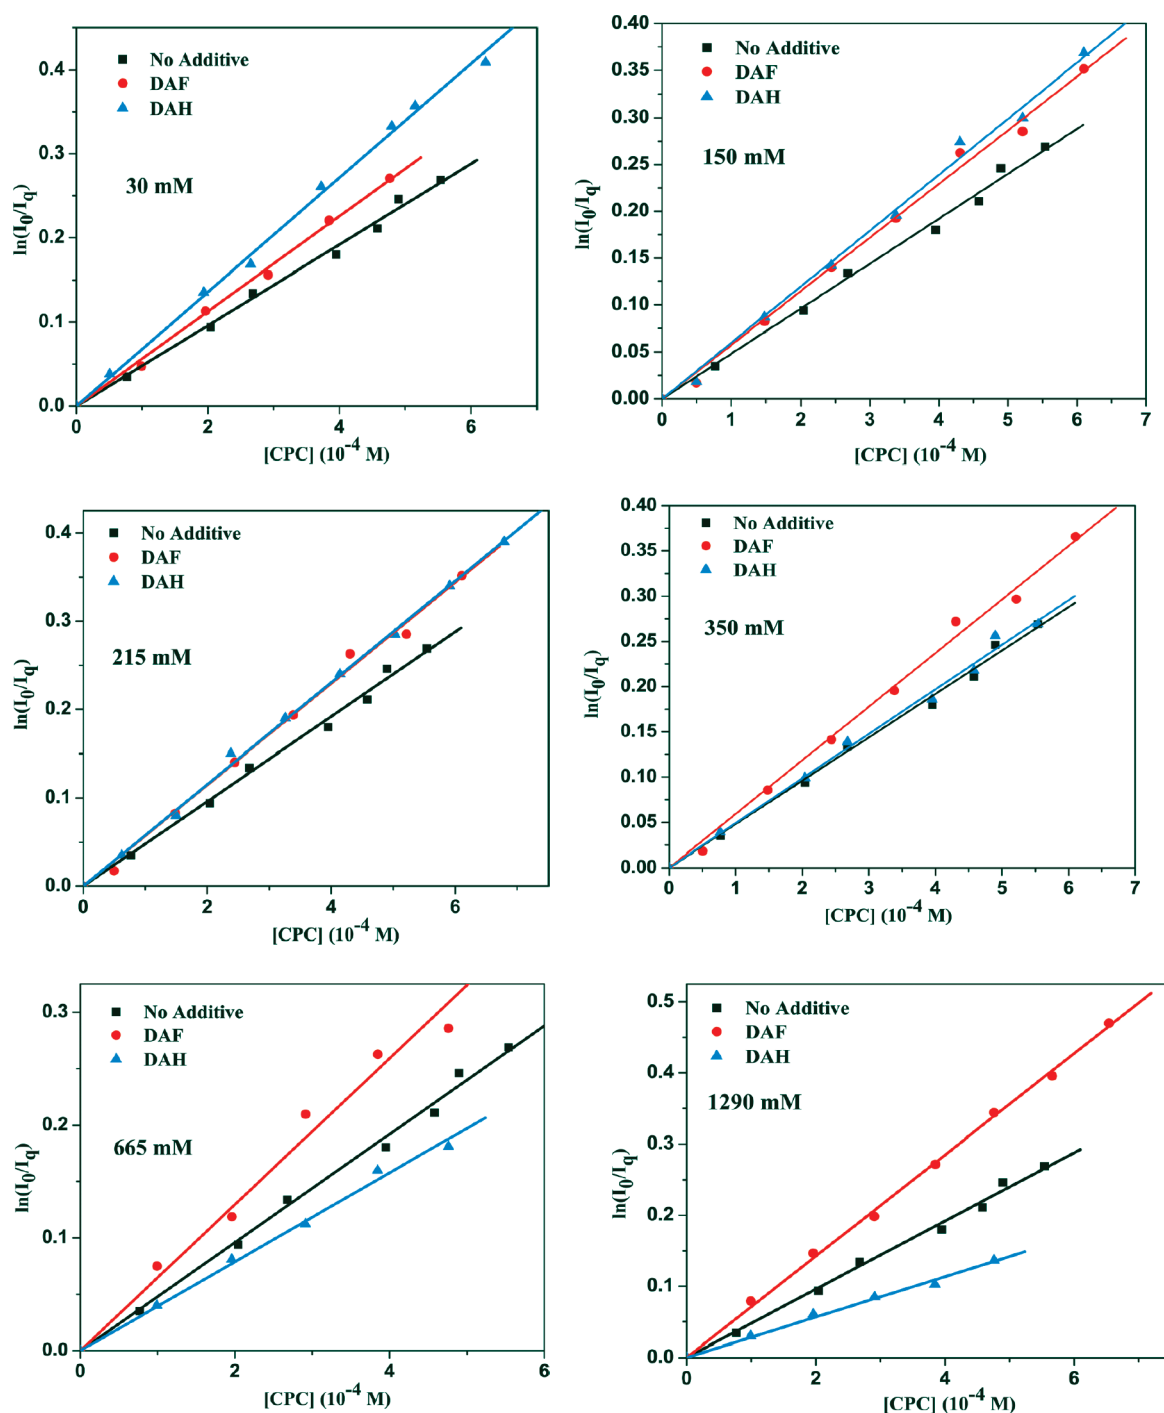 No Additive
DAF
DAH
30 mM
ln(I0/Iq)
0.4
0.3
0.2
0.1
0.0
0 2 4 6
[CPC] (10-4 M)
No Additive
DAF
DAH
150 mM
ln(I0/Iq)
0.40
0.35
0.30
0.25
0.20
0.15
0.10
0.05
0.00
0 1 2 3 4 5 6 7
[CPC] (10-4 M)
No Additive
DAF
DAH
215 mM
ln(I0/Iq)
0.4
0.3
0.2
0.1
0.0
0 2 4 6
[CPC] (10-4 M)
No Additive
DAF
DAH
350 mM
ln(I0/Iq)
0.40
0.35
0.30
0.25
0.20
0.15
0.10
0.05
0.00
0 1 2 3 4 5 6 7
[CPC] (10-4 M)
No Additive
DAF
DAH
665 mM
ln(I0/Iq)
0.3
0.2
0.1
0.0
0 2 4 6
[CPC] (10-4 M)
No Additive
DAF
DAH
1290 mM
ln(I0/Iq)
0.5
0.4
0.3
0.2
0.1
0.0
0 2 4 6
[CPC] (10-4 M)